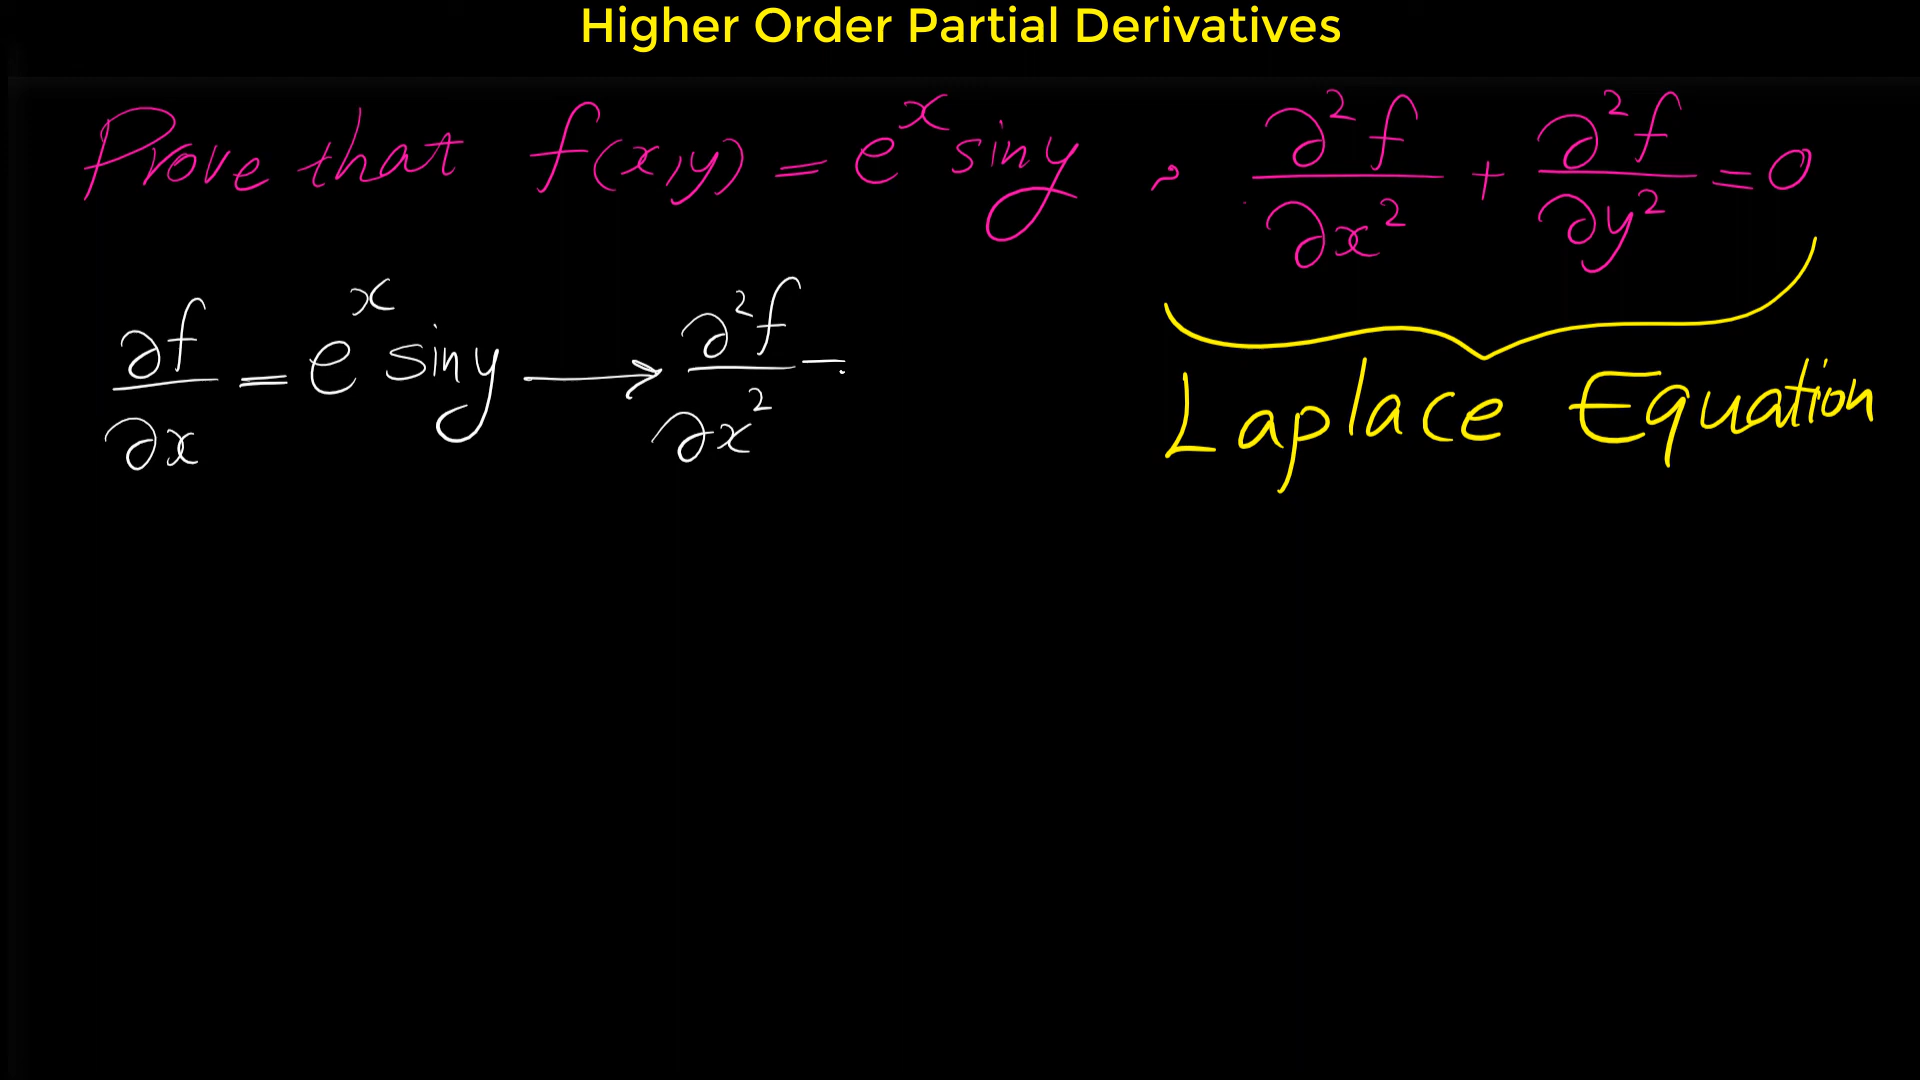 Higher Order Partial Derivatives
Prove that f(x,y) = e^x sin y , ∂²f/∂x² + ∂²f/∂y² = 0
∂f/∂x = e^x sin y ⟶ ∂²f/∂x² =
Laplace Equation